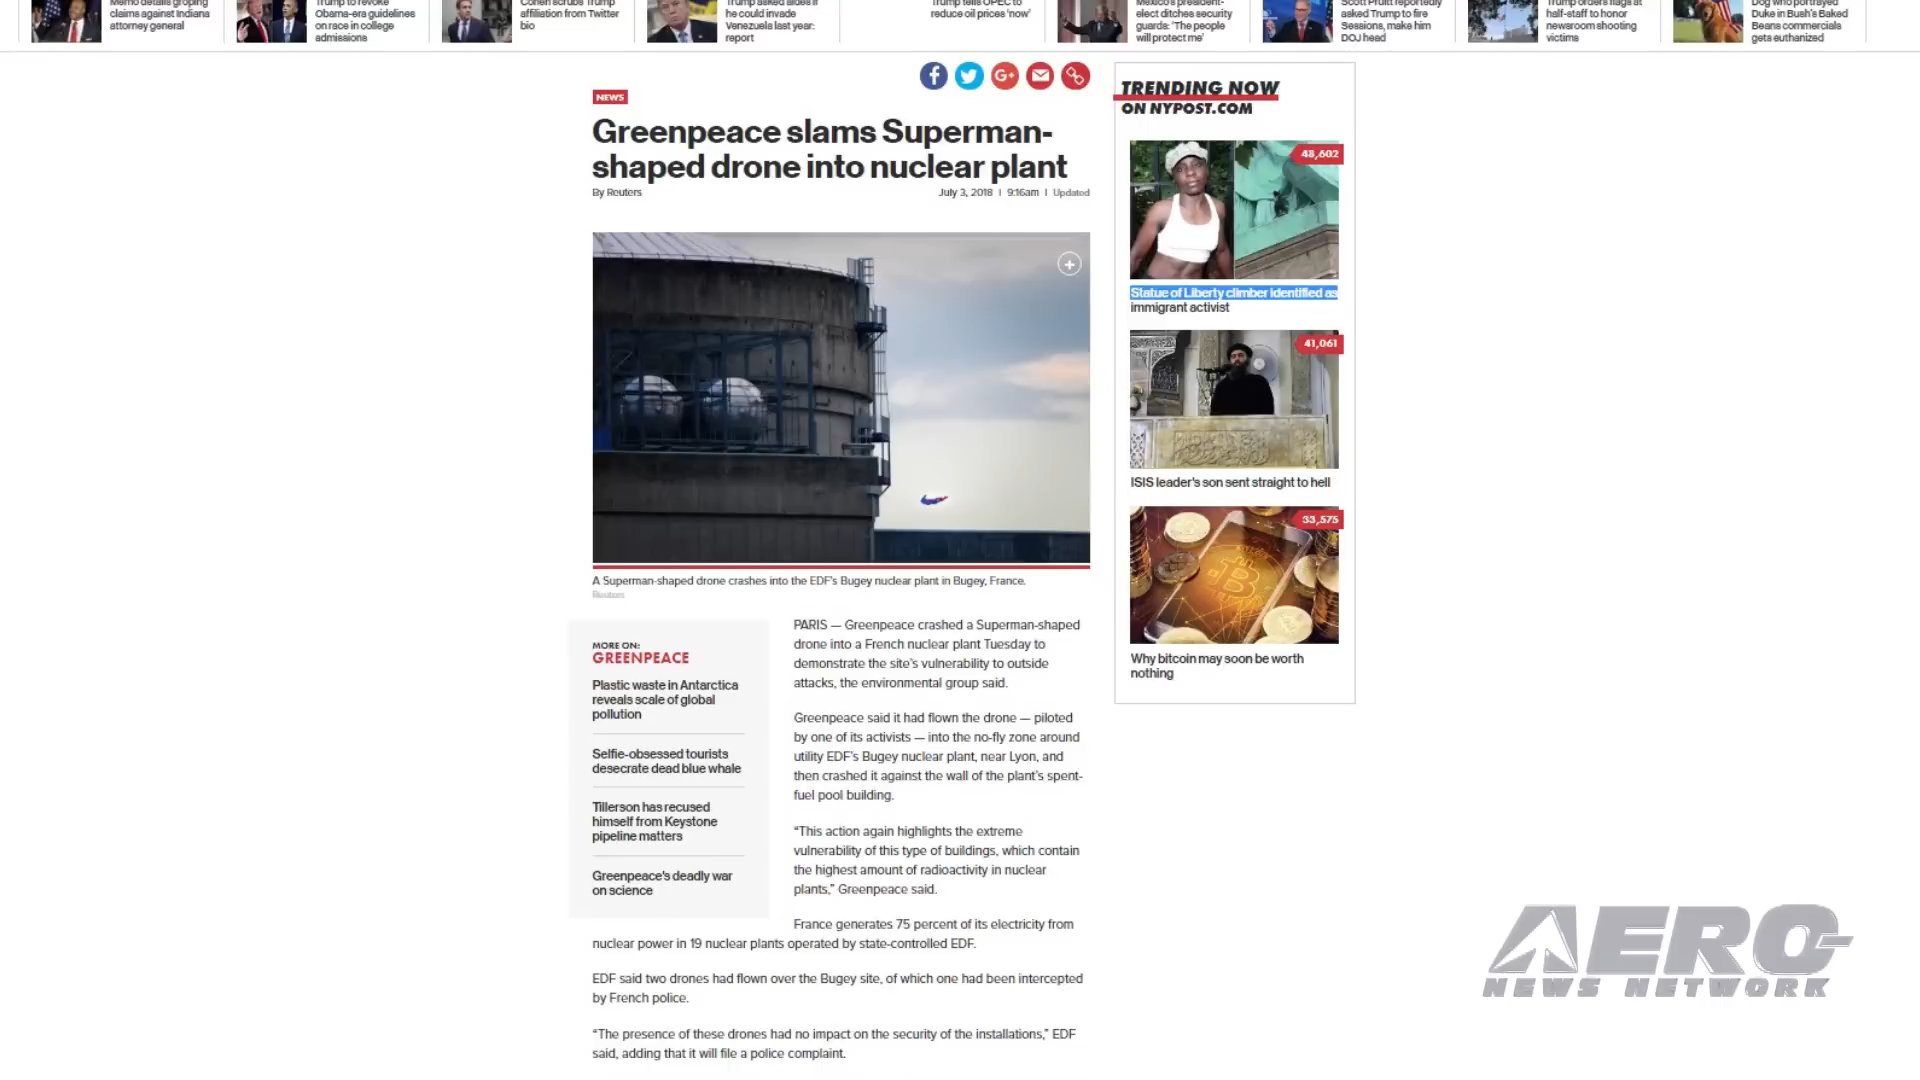 Memo details groping
claims against Indiana
attorney general
Trump to revoke
Obama-era guidelines
on race in college
admissions
Cohen scrubs Trump
affiliation from Twitter
bio
Trump asked aides if
he could invade
Venezuela last year:
report
Trump tells OPEC to
reduce oil prices 'now'
Mexico's president-
elect ditches security
guards: 'The people
will protect me'
Scott Pruitt reportedly
asked Trump to fire
Sessions, make him
DOJ head
Trump orders flags at
half-staff to honor
newsroom shooting
victims
Dog who portrayed
Duke in Bush's Baked
Beans commercials
gets euthanized
NEWS
Greenpeace slams Superman-
shaped drone into nuclear plant
By Reuters
July 3, 2018 | 9:16am | Updated
A Superman-shaped drone crashes into the EDF's Bugey nuclear plant in Bugey, France.
Reuters
MORE ON:
GREENPEACE
Plastic waste in Antarctica
reveals scale of global
pollution
Selfie-obsessed tourists
desecrate dead blue whale
Tillerson has recused
himself from Keystone
pipeline matters
Greenpeace's deadly war
on science
PARIS — Greenpeace crashed a Superman-shaped
drone into a French nuclear plant Tuesday to
demonstrate the site's vulnerability to outside
attacks, the environmental group said.
Greenpeace said it had flown the drone — piloted
by one of its activists — into the no-fly zone around
utility EDF's Bugey nuclear plant, near Lyon, and
then crashed it against the wall of the plant's spent-
fuel pool building.
“This action again highlights the extreme
vulnerability of this type of buildings, which contain
the highest amount of radioactivity in nuclear
plants,” Greenpeace said.
France generates 75 percent of its electricity from
nuclear power in 19 nuclear plants operated by state-controlled EDF.
EDF said two drones had flown over the Bugey site, of which one had been intercepted
by French police.
“The presence of these drones had no impact on the security of the installations,” EDF
said, adding that it will file a police complaint.
TRENDING NOW
ON NYPOST.COM
48,602
Statue of Liberty climber identified as
immigrant activist
41,061
ISIS leader's son sent straight to hell
33,575
Why bitcoin may soon be worth
nothing
AERO-
NEWS NETWORK